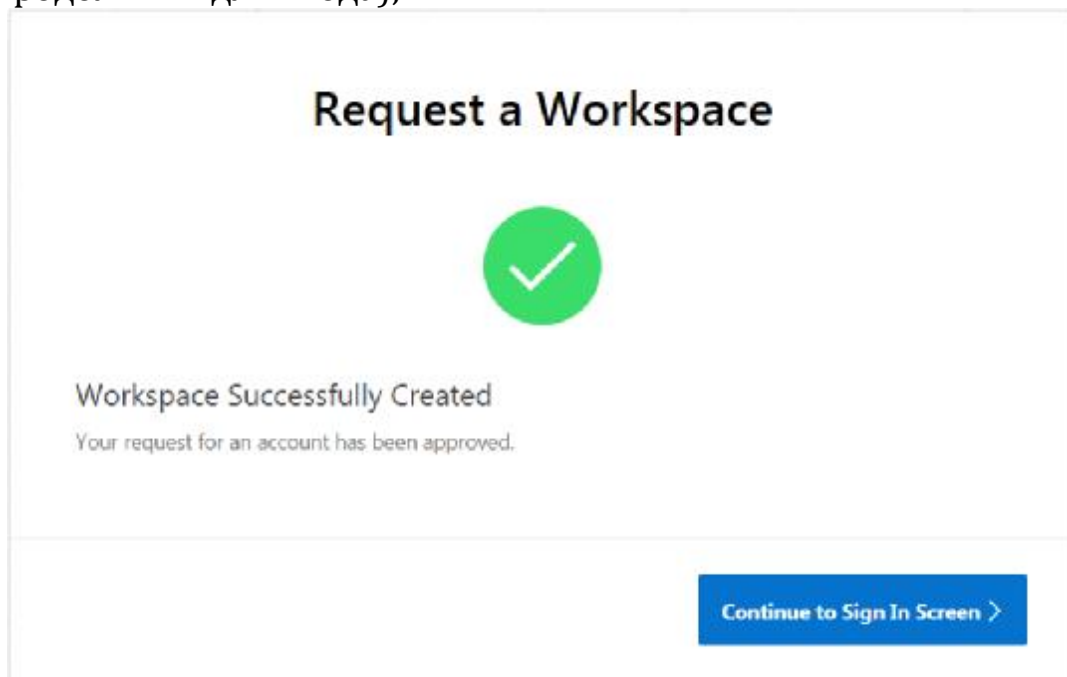 Request a Workspace
Workspace Successfully Created
Your request for an account has been approved.
Continue to Sign In Screen >